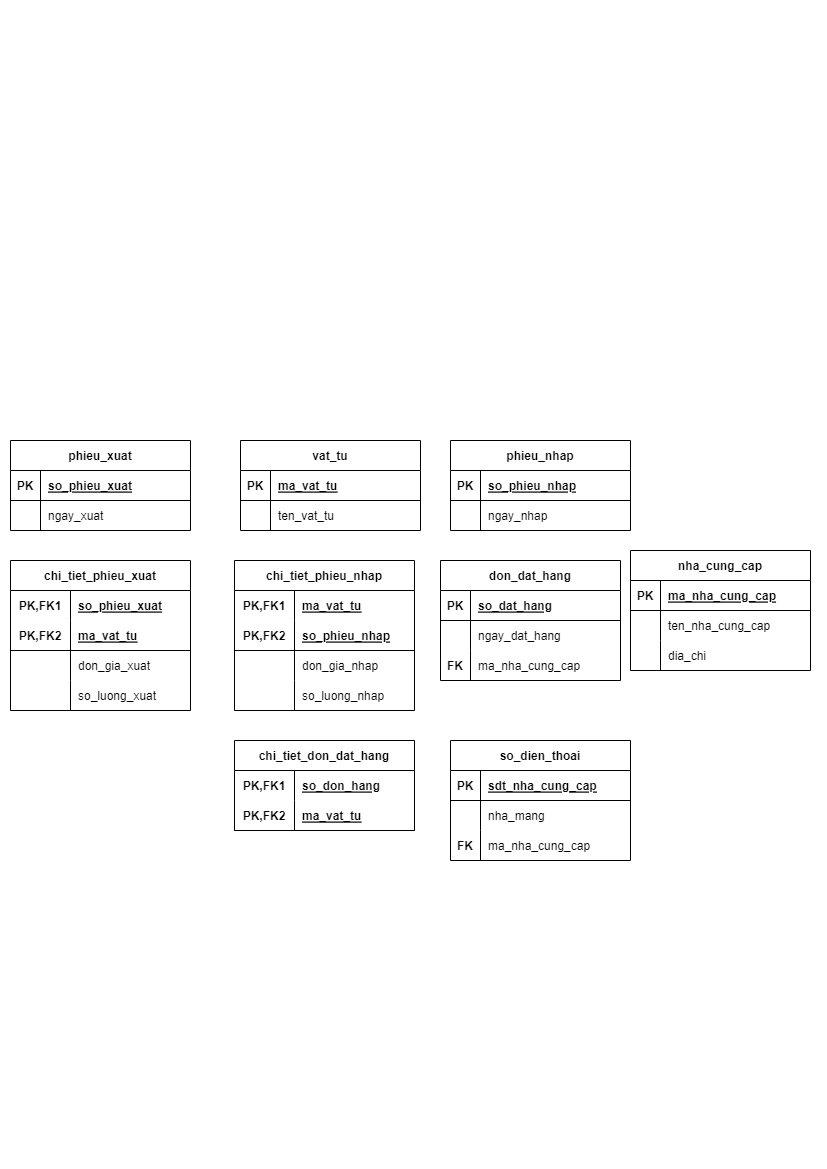 phieu_xuat
PK so_phieu_xuat
ngay_xuat
vat_tu
PK ma_vat_tu
ten_vat_tu
phieu_nhap
PK so_phieu_nhap
ngay_nhap
chi_tiet_phieu_xuat
PK,FK1 so_phieu_xuat
PK,FK2 ma_vat_tu
don_gia_xuat
so_luong_xuat
chi_tiet_phieu_nhap
PK,FK1 ma_vat_tu
PK,FK2 so_phieu_nhap
don_gia_nhap
so_luong_nhap
don_dat_hang
PK so_dat_hang
ngay_dat_hang
FK ma_nha_cung_cap
nha_cung_cap
PK ma_nha_cung_cap
ten_nha_cung_cap
dia_chi
chi_tiet_don_dat_hang
PK,FK1 so_don_hang
PK,FK2 ma_vat_tu
so_dien_thoai
PK sdt_nha_cung_cap
nha_mang
FK ma_nha_cung_cap